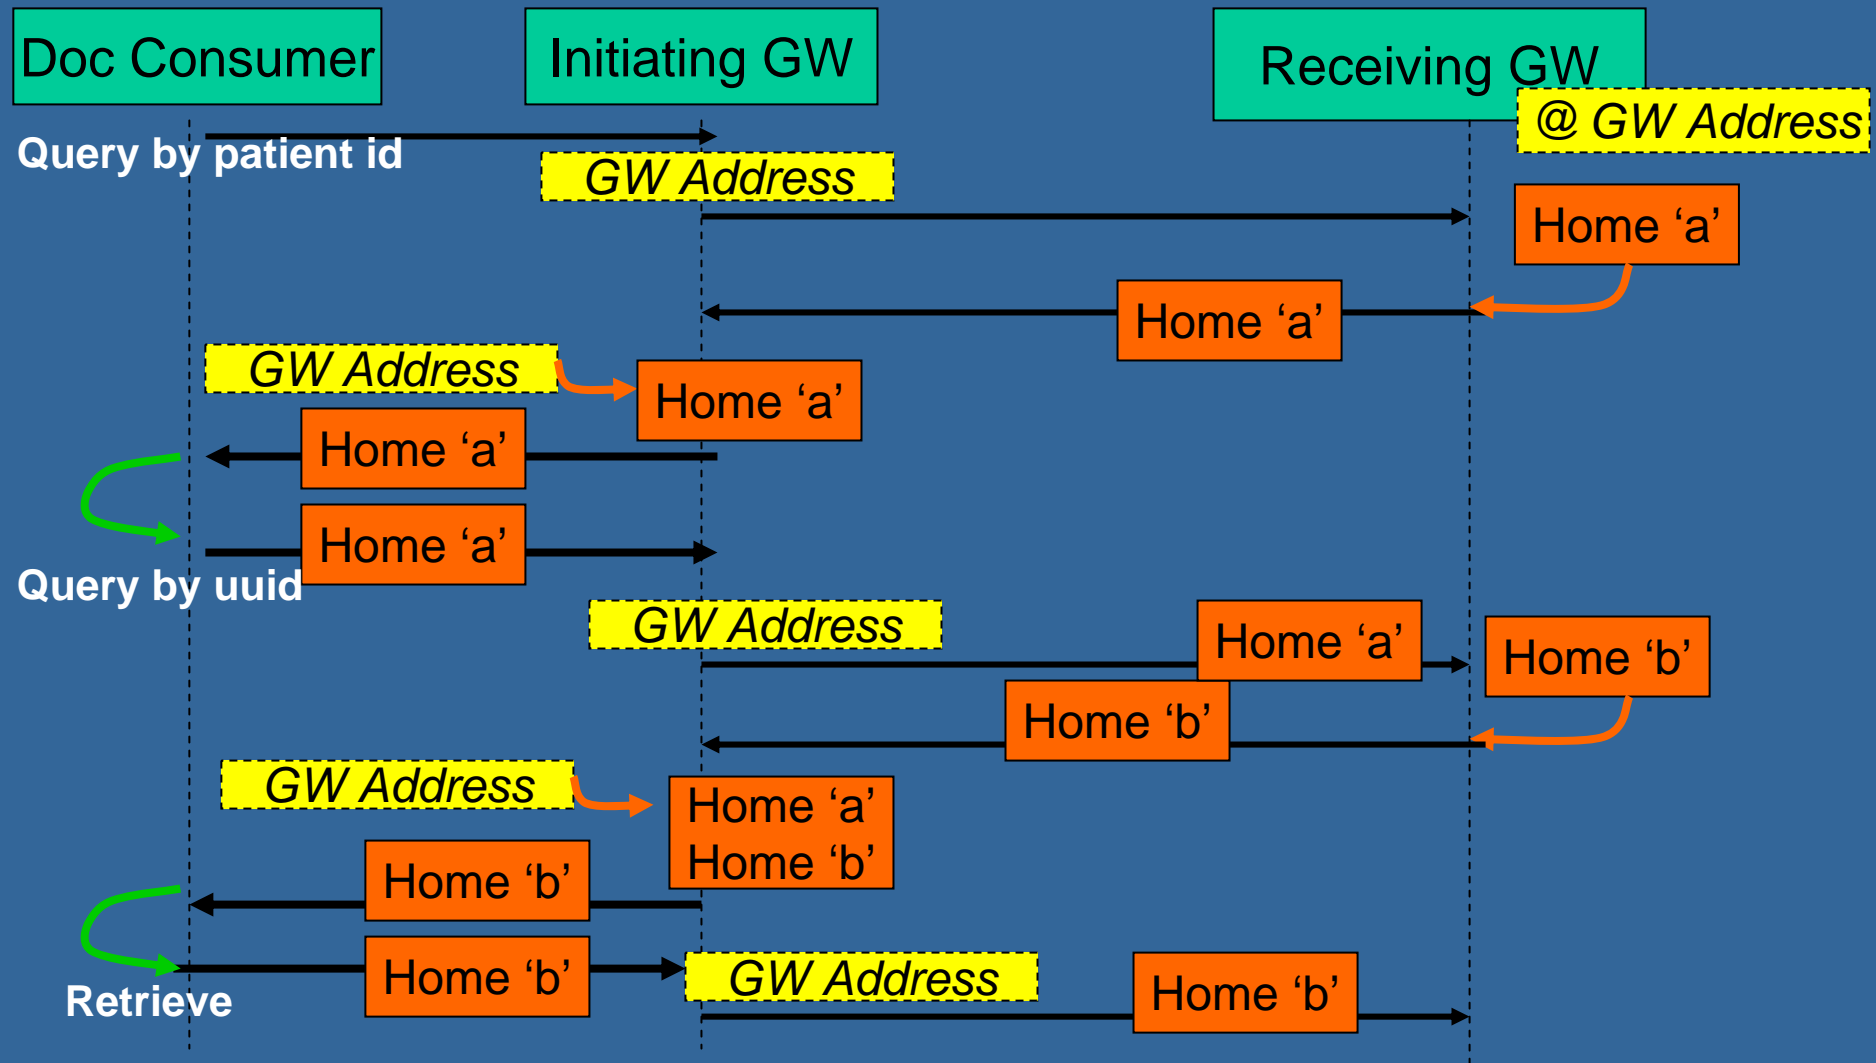 Doc Consumer
Initiating GW
Receiving GW
@ GW Address
Query by patient id
GW Address
Home ‘a’
Home ‘a’
GW Address
Home ‘a’
Home ‘a’
Home ‘a’
Query by uuid
GW Address
Home ‘a’
Home ‘b’
Home ‘b’
GW Address
Home ‘a’
Home ‘b’
Home ‘b’
Home ‘b’
GW Address
Home ‘b’
Retrieve